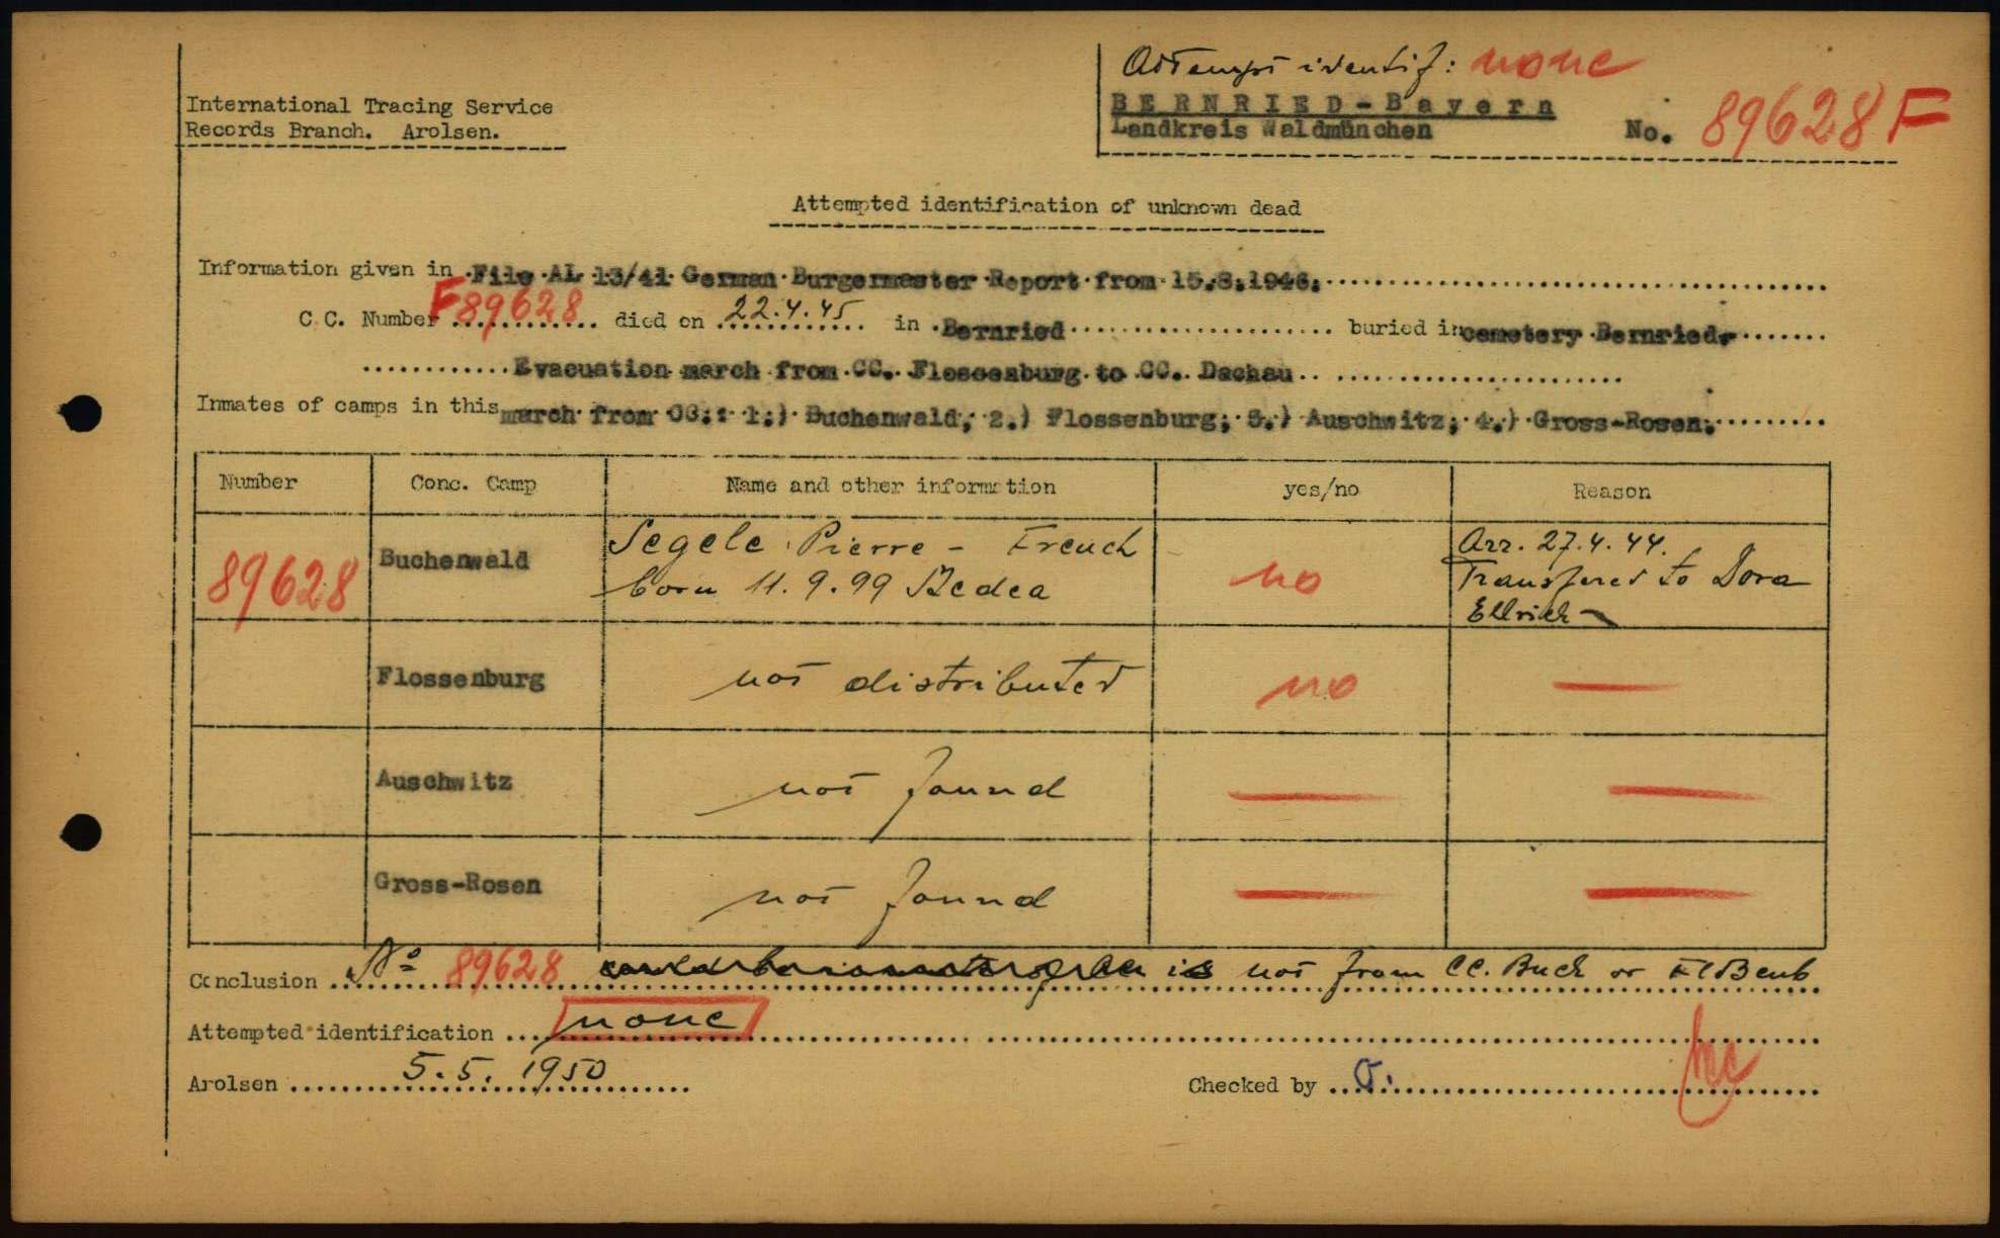 Attempt identif: none
International Tracing Service
Records Branch. Arolsen.
BERNRIED-Bayern
Landkreis Waldmünchen
No. 89628 F
Attempted identification of unknown dead
Information given in File AL 13/41 German Burgermaster Report from 15.8.1946.
C.C. Number F89628 died on 22.4.45 in Bernried buried in cemetery Bernried,
Evacuation march from CC. Flossenburg to CC. Dachau
Inmates of camps in this march from CC.: 1.) Buchenwald, 2.) Flossenburg; 3.) Auschwitz; 4.) Gross-Rosen.
Number Conc. Camp Name and other information yes/no Reason
89628 Buchenwald Segele Pierre - French born 11.9.99 no Arr. 27.4.44.
Transfered to Dora
Ellrich
Flossenburg not distributed no —
Auschwitz not found — —
Gross-Rosen not found — —
Conclusion No 89628 is not from CC. Buch or
Attempted identification none
Arolsen 5.5.1950
Checked by